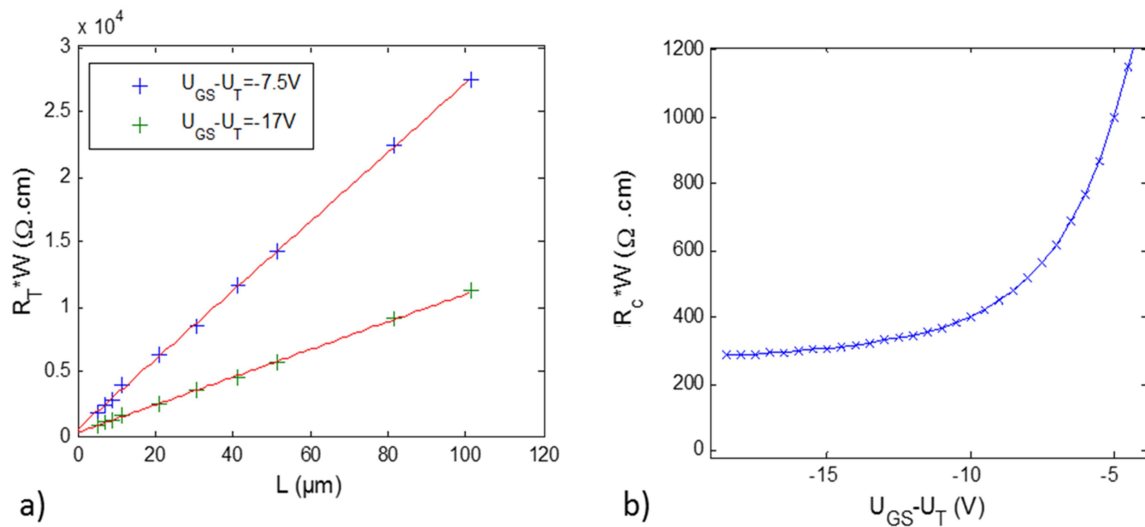 ×10⁴
3
U_GS-U_T=-7.5V
U_GS-U_T=-17V
2.5
2
1.5
1
0.5
0
R_T*W (Ω.cm)
0 20 40 60 80 100 120
L (μm)
a)
1200
1000
800
600
400
200
0
R_c*W (Ω.cm)
-15 -10 -5
U_GS-U_T (V)
b)